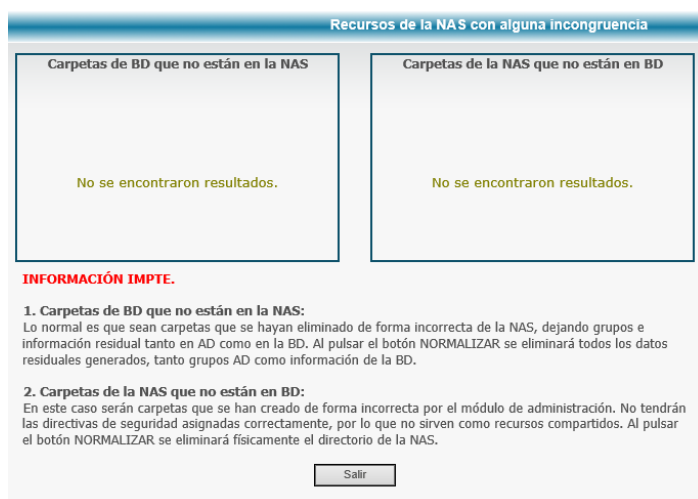 Recursos de la NAS con alguna incongruencia
Carpetas de BD que no están en la NAS
Carpetas de la NAS que no están en BD
No se encontraron resultados.
No se encontraron resultados.
INFORMACIÓN IMPTE.
1. Carpetas de BD que no están en la NAS:
Lo normal es que sean carpetas que se hayan eliminado de forma incorrecta de la NAS, dejando grupos e
información residual tanto en AD como en la BD. Al pulsar el botón NORMALIZAR se eliminará todos los datos
residuales generados, tanto grupos AD como información de la BD.
2. Carpetas de la NAS que no están en BD:
En este caso serán carpetas que se han creado de forma incorrecta por el módulo de administración. No tendrán
las directivas de seguridad asignadas correctamente, por lo que no sirven como recursos compartidos. Al pulsar
el botón NORMALIZAR se eliminará físicamente el directorio de la NAS.
Salir